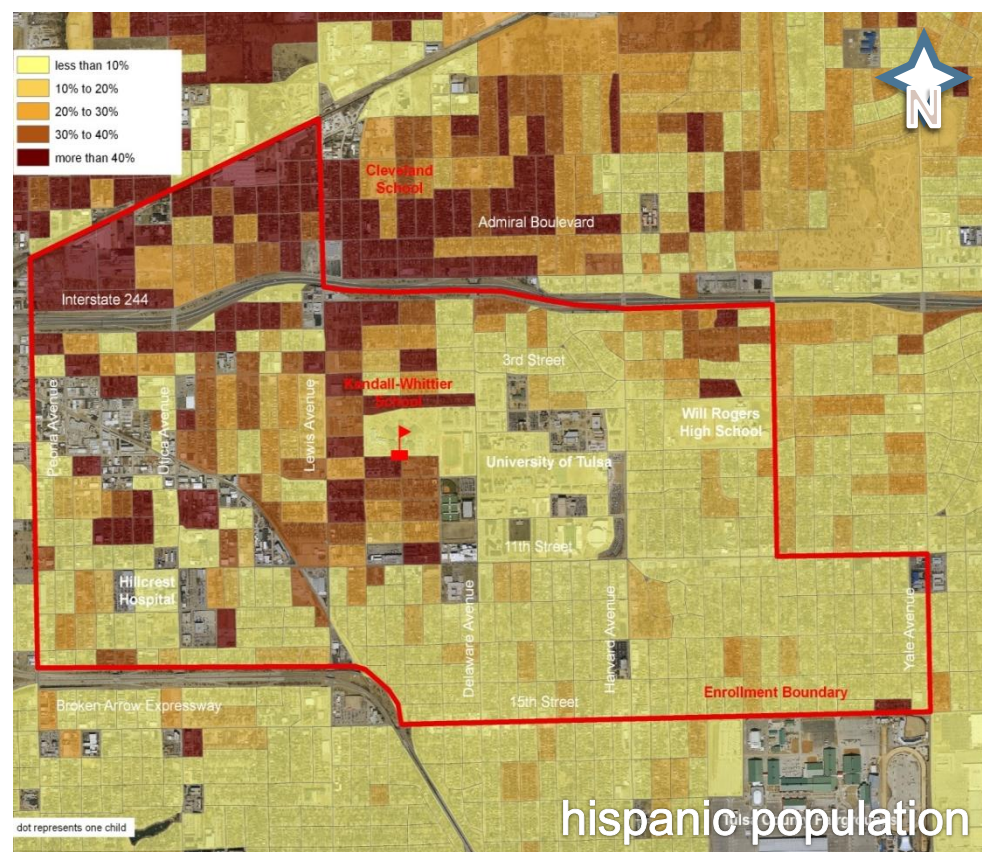 less than 10%
10% to 20%
20% to 30%
30% to 40%
more than 40%
N
Cleveland
School
Admiral Boulevard
Interstate 244
3rd Street
Kendall-Whittier
School
Peoria Avenue
Utica Avenue
Lewis Avenue
Will Rogers
High School
University of Tulsa
11th Street
Hillcrest
Hospital
Delaware Avenue
Harvard Avenue
Yale Avenue
Enrollment Boundary
15th Street
Broken Arrow Expressway
dot represents one child
Tulsa County Fairgrounds
hispanic population